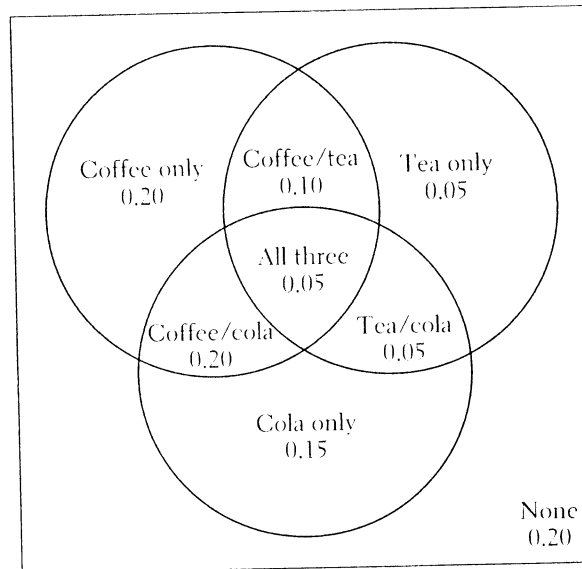 Coffee only
0.20
Coffee/tea
0.10
Tea only
0.05
All three
0.05
Coffee/cola
0.20
Tea/cola
0.05
Cola only
0.15
None
0.20